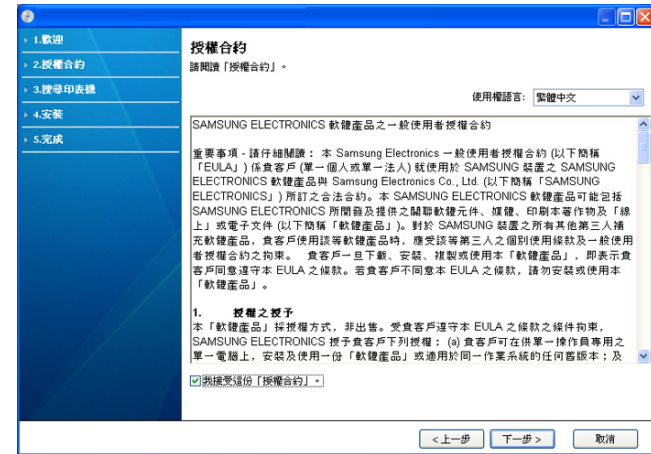 1.歡迎
2.授權合約
3.搜尋印表機
4.安裝
5.完成
授權合約
請閱讀「授權合約」。
使用權語言: 繁體中文
SAMSUNG ELECTRONICS 軟體產品之一般使用者授權合約
重要事項 - 請仔細閱讀： 本 Samsung Electronics 一般使用者授權合約 (以下簡稱
「EULA」) 係貴客戶 (單一個人或單一法人) 就使用於 SAMSUNG 裝置之 SAMSUNG
ELECTRONICS 軟體產品與 Samsung Electronics Co., Ltd. (以下簡稱「SAMSUNG
ELECTRONICS」) 所訂之合法合約。本 SAMSUNG ELECTRONICS 軟體產品可能包括
SAMSUNG ELECTRONICS 所開發及提供之關聯軟體元件、媒體、印刷本著作物及「線
上」或電子文件 (以下簡稱「軟體產品」)。對於 SAMSUNG 裝置之所有其他第三人補
充軟體產品，貴客戶使用該等軟體產品時，應受該等第三人之個別使用條款及一般使用
者授權合約之拘束。 貴客戶一旦下載、安裝、複製或使用本「軟體產品」，即表示貴
客戶同意遵守本 EULA 之條款。若貴客戶不同意本 EULA 之條款，請勿安裝或使用本
「軟體產品」。
1. 授權之授予
本「軟體產品」採授權方式，非出售。受貴客戶遵守本 EULA 之條款之條件拘束，
SAMSUNG ELECTRONICS 授予貴客戶下列授權： (a) 貴客戶可在供單一操作員專用之
單一電腦上，安裝及使用一份「軟體產品」或適用於同一作業系統的任何舊版本；及
我接受這份「授權合約」。
<上一步 下一步> 取消